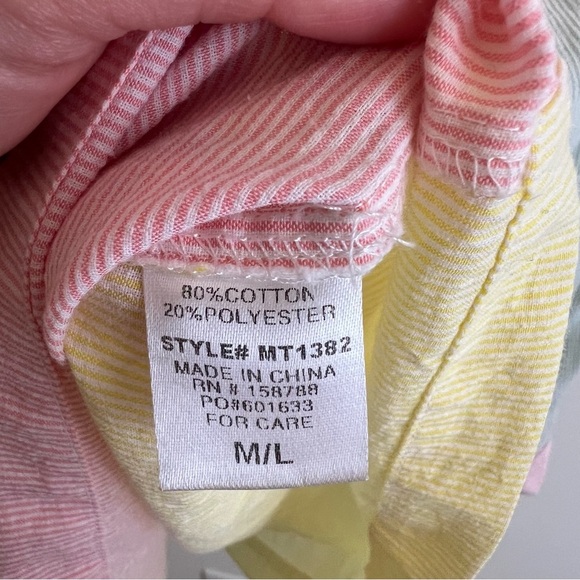 80%COTTON
20%POLYESTER
STYLE# MT1382
MADE IN CHINA
RN # 158788
PO#601633
FOR CARE
M/L